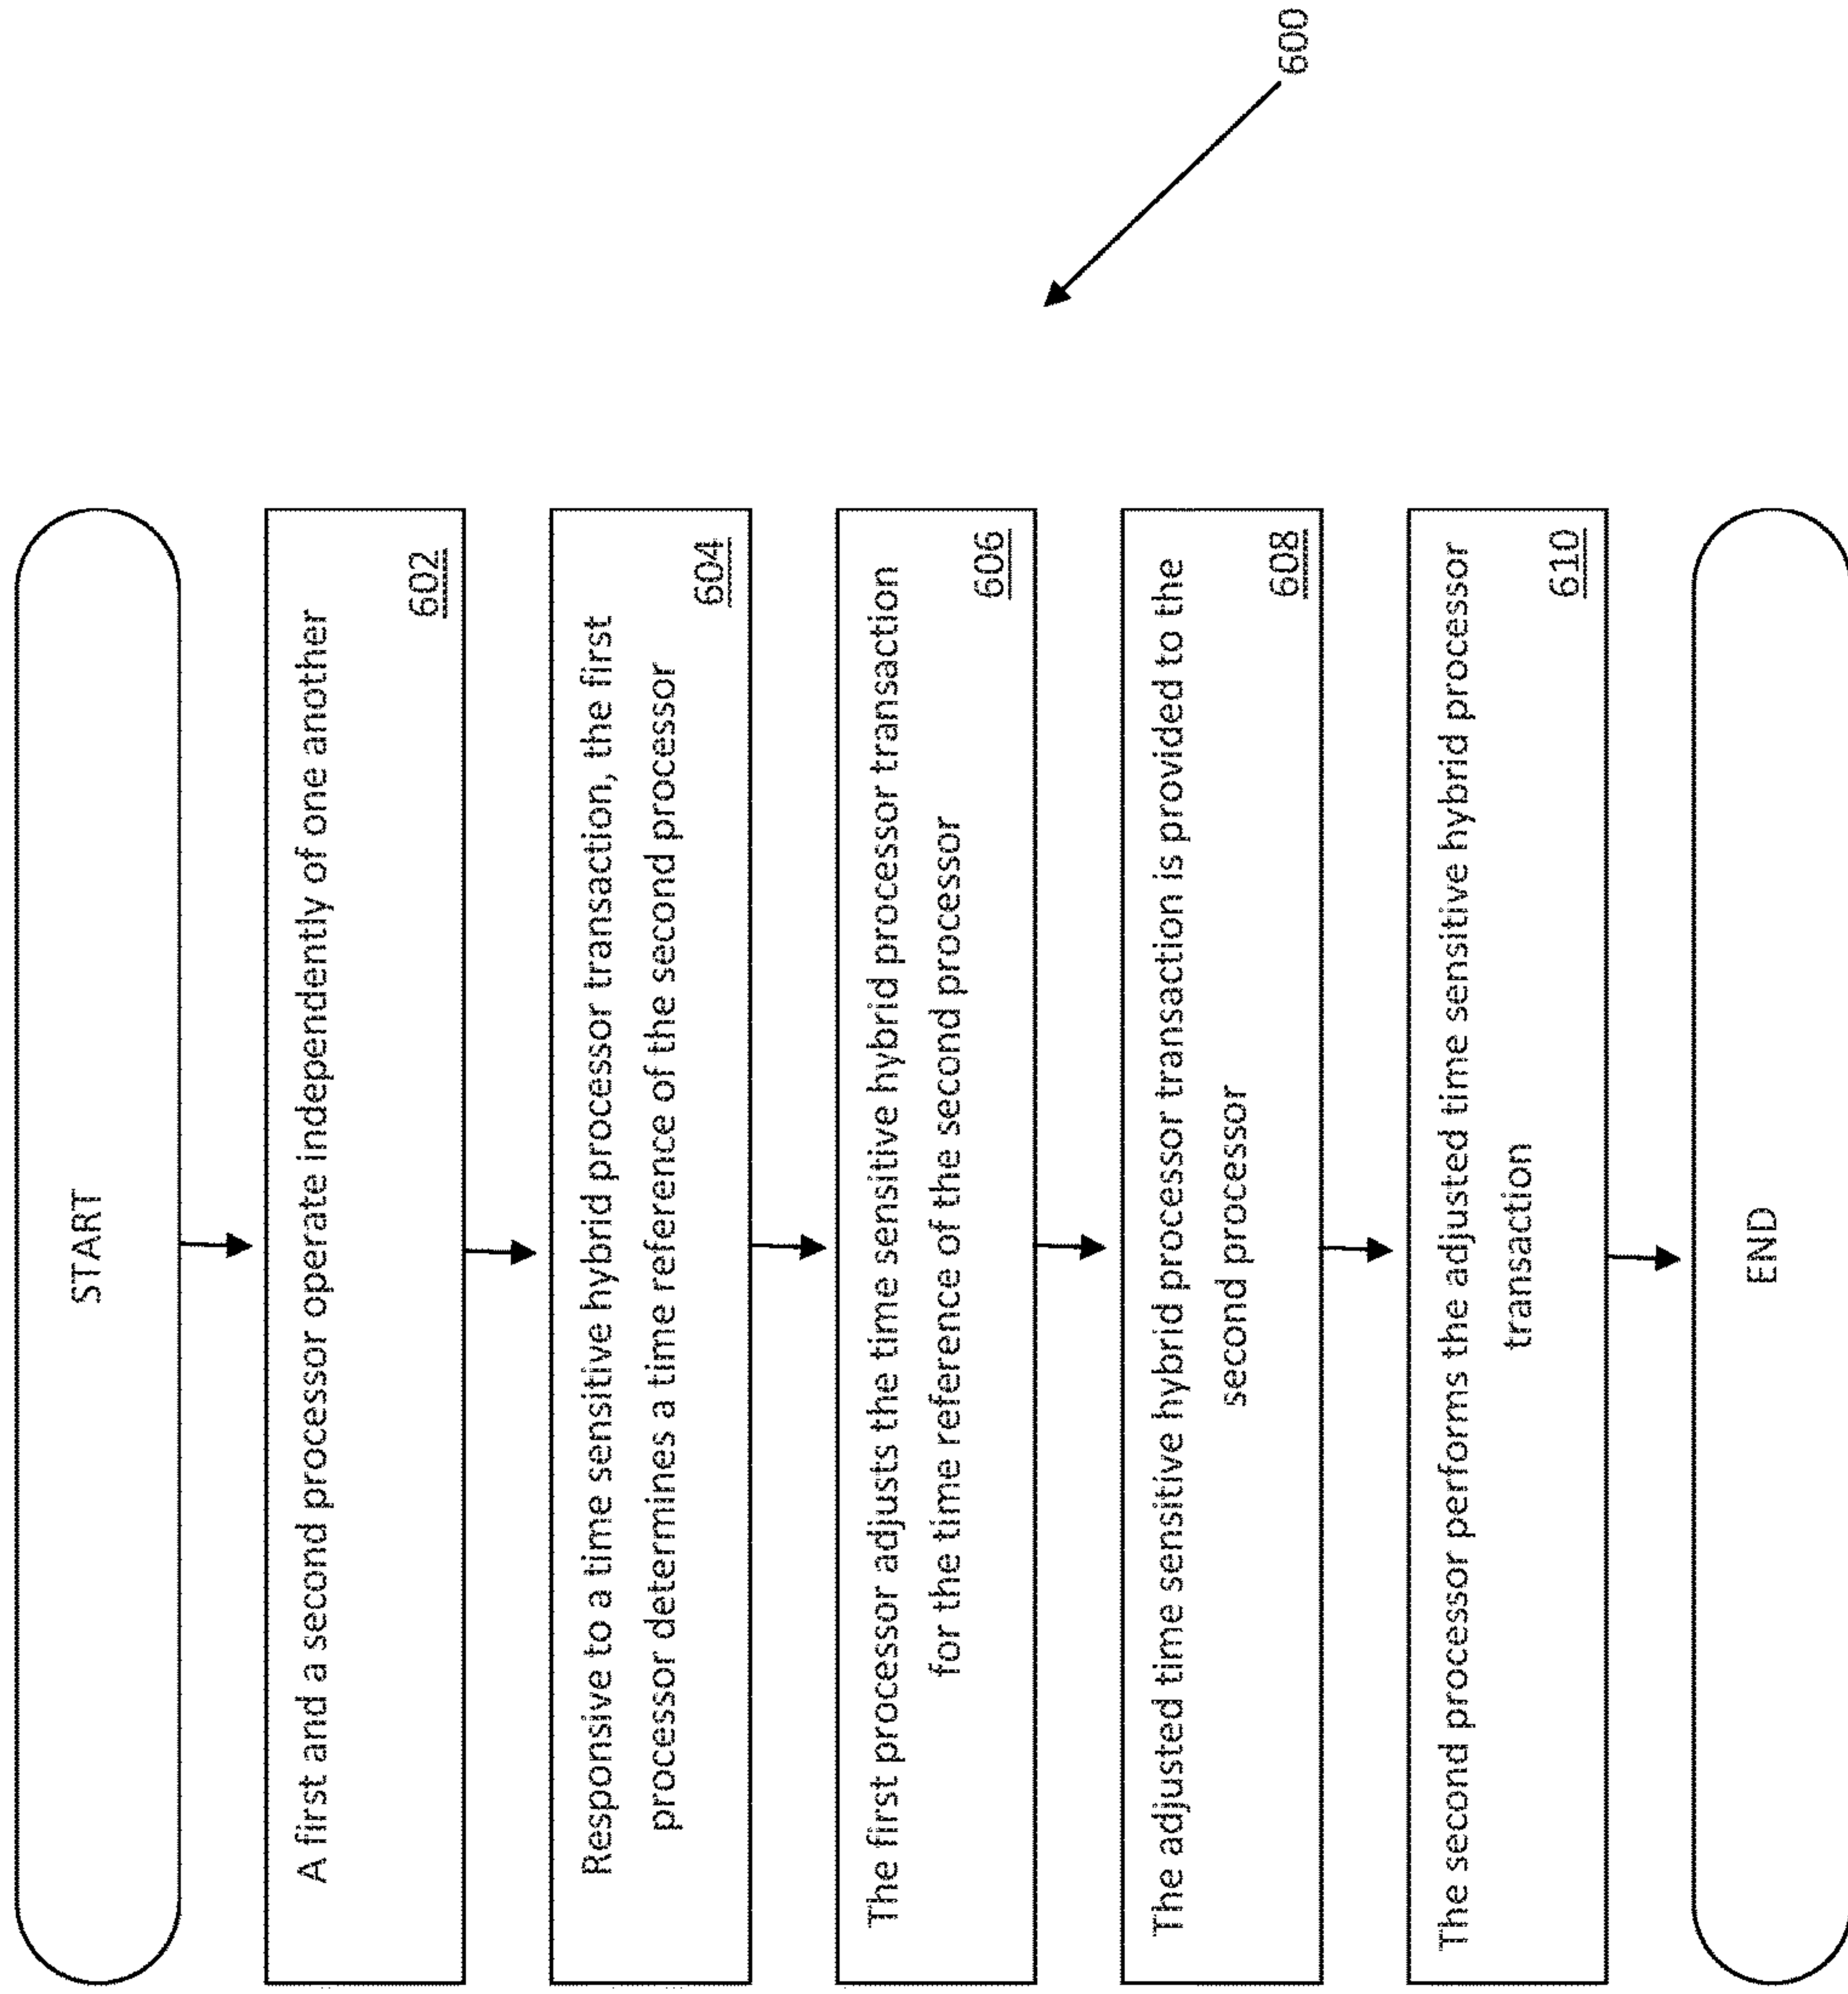 START
A first and a second processor operate independently of one another
602
Responsive to a time sensitive hybrid processor transaction, the first
processor determines a time reference of the second processor
604
The first processor adjusts the time sensitive hybrid processor transaction
for the time reference of the second processor
606
The adjusted time sensitive hybrid processor transaction is provided to the
second processor
608
The second processor performs the adjusted time sensitive hybrid processor
transaction
610
END
600